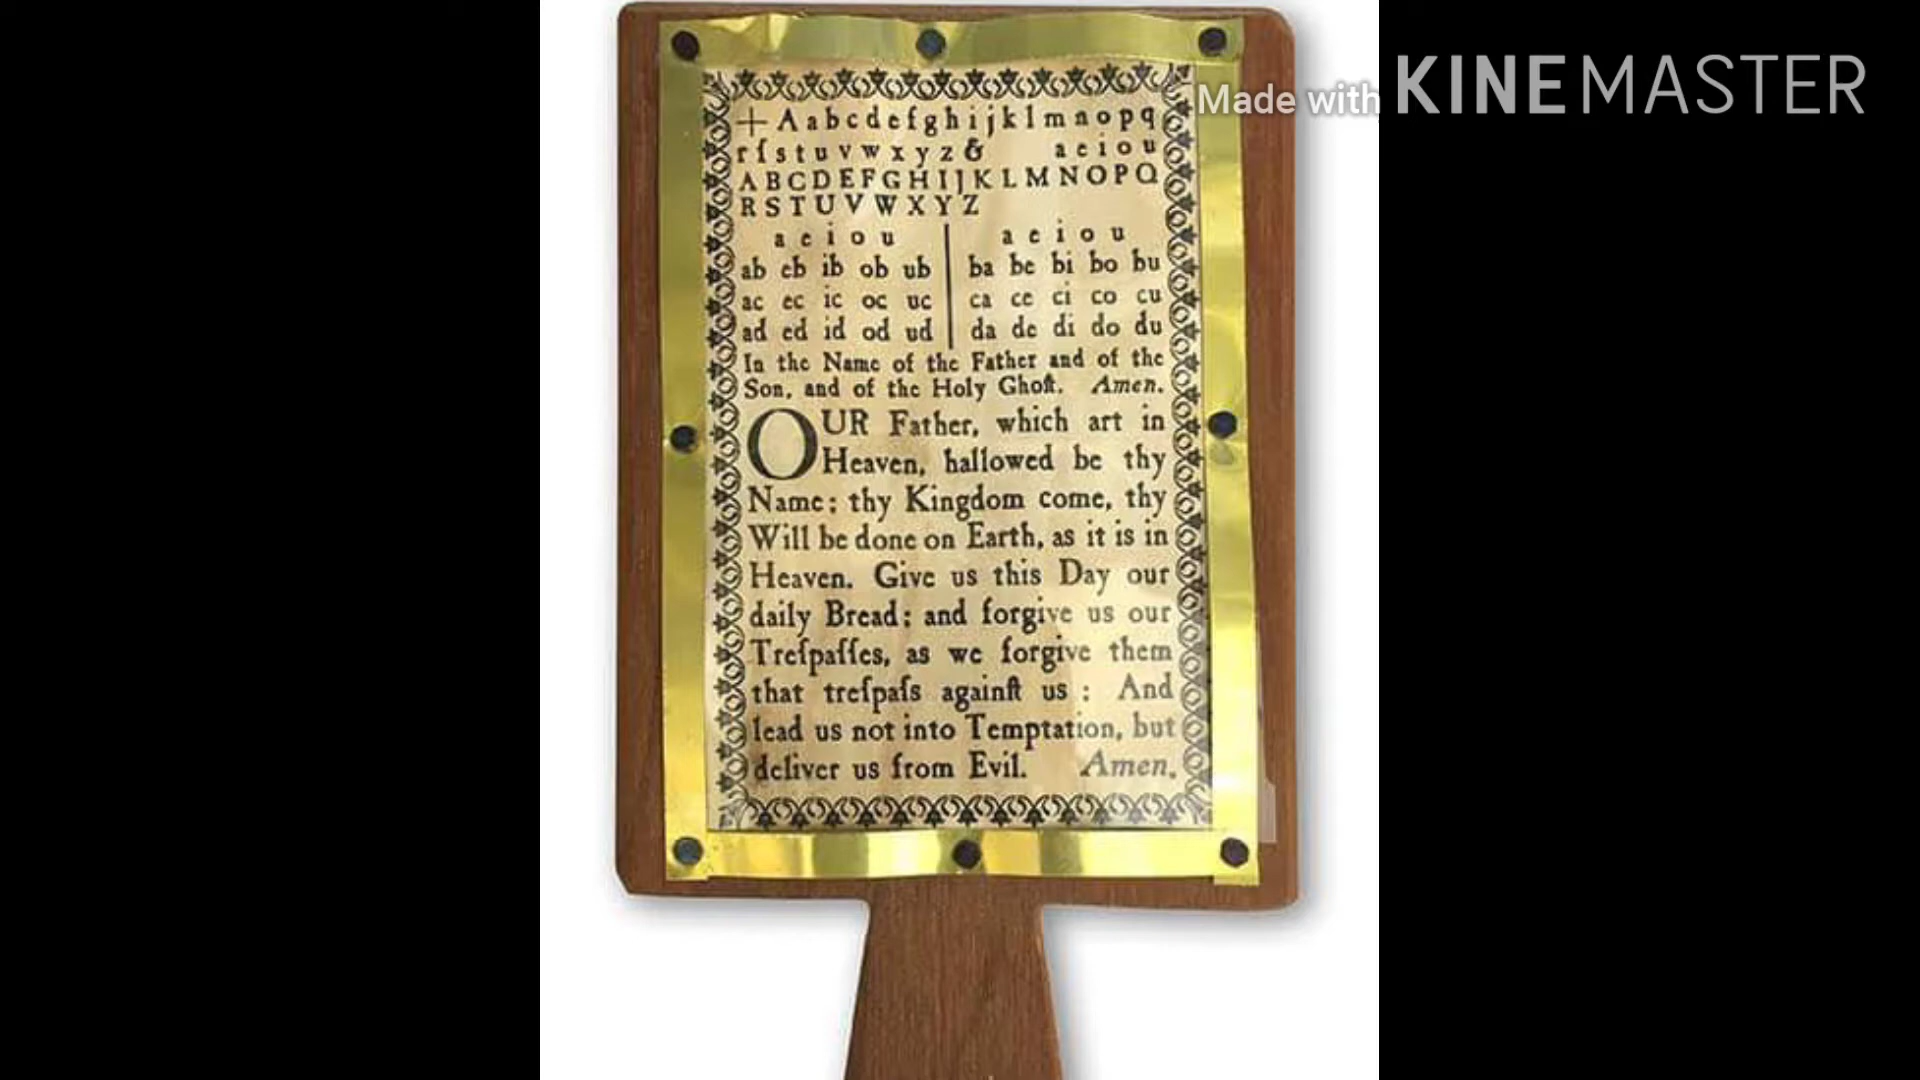 Made with KINEMASTER
+ A a b c d e f g h i j k l m n o p q
r ſ s t u v w x y z & a e i o u
A B C D E F G H I J K L M N O P Q
R S T U V W X Y Z
a e i o u | a e i o u
ab eb ib ob ub | ba be bi bo bu
ac ec ic oc uc | ca ce ci co cu
ad ed id od ud | da de di do du
In the Name of the Father and of the
Son, and of the Holy Ghoſt. Amen.
OUR Father, which art in
Heaven, hallowed be thy
Name; thy Kingdom come, thy
Will be done on Earth, as it is in
Heaven. Give us this Day our
daily Bread; and forgive us our
Treſpaſſes, as we forgive them
that treſpaſs againſt us : And
lead us not into Temptation, but
deliver us from Evil. Amen.